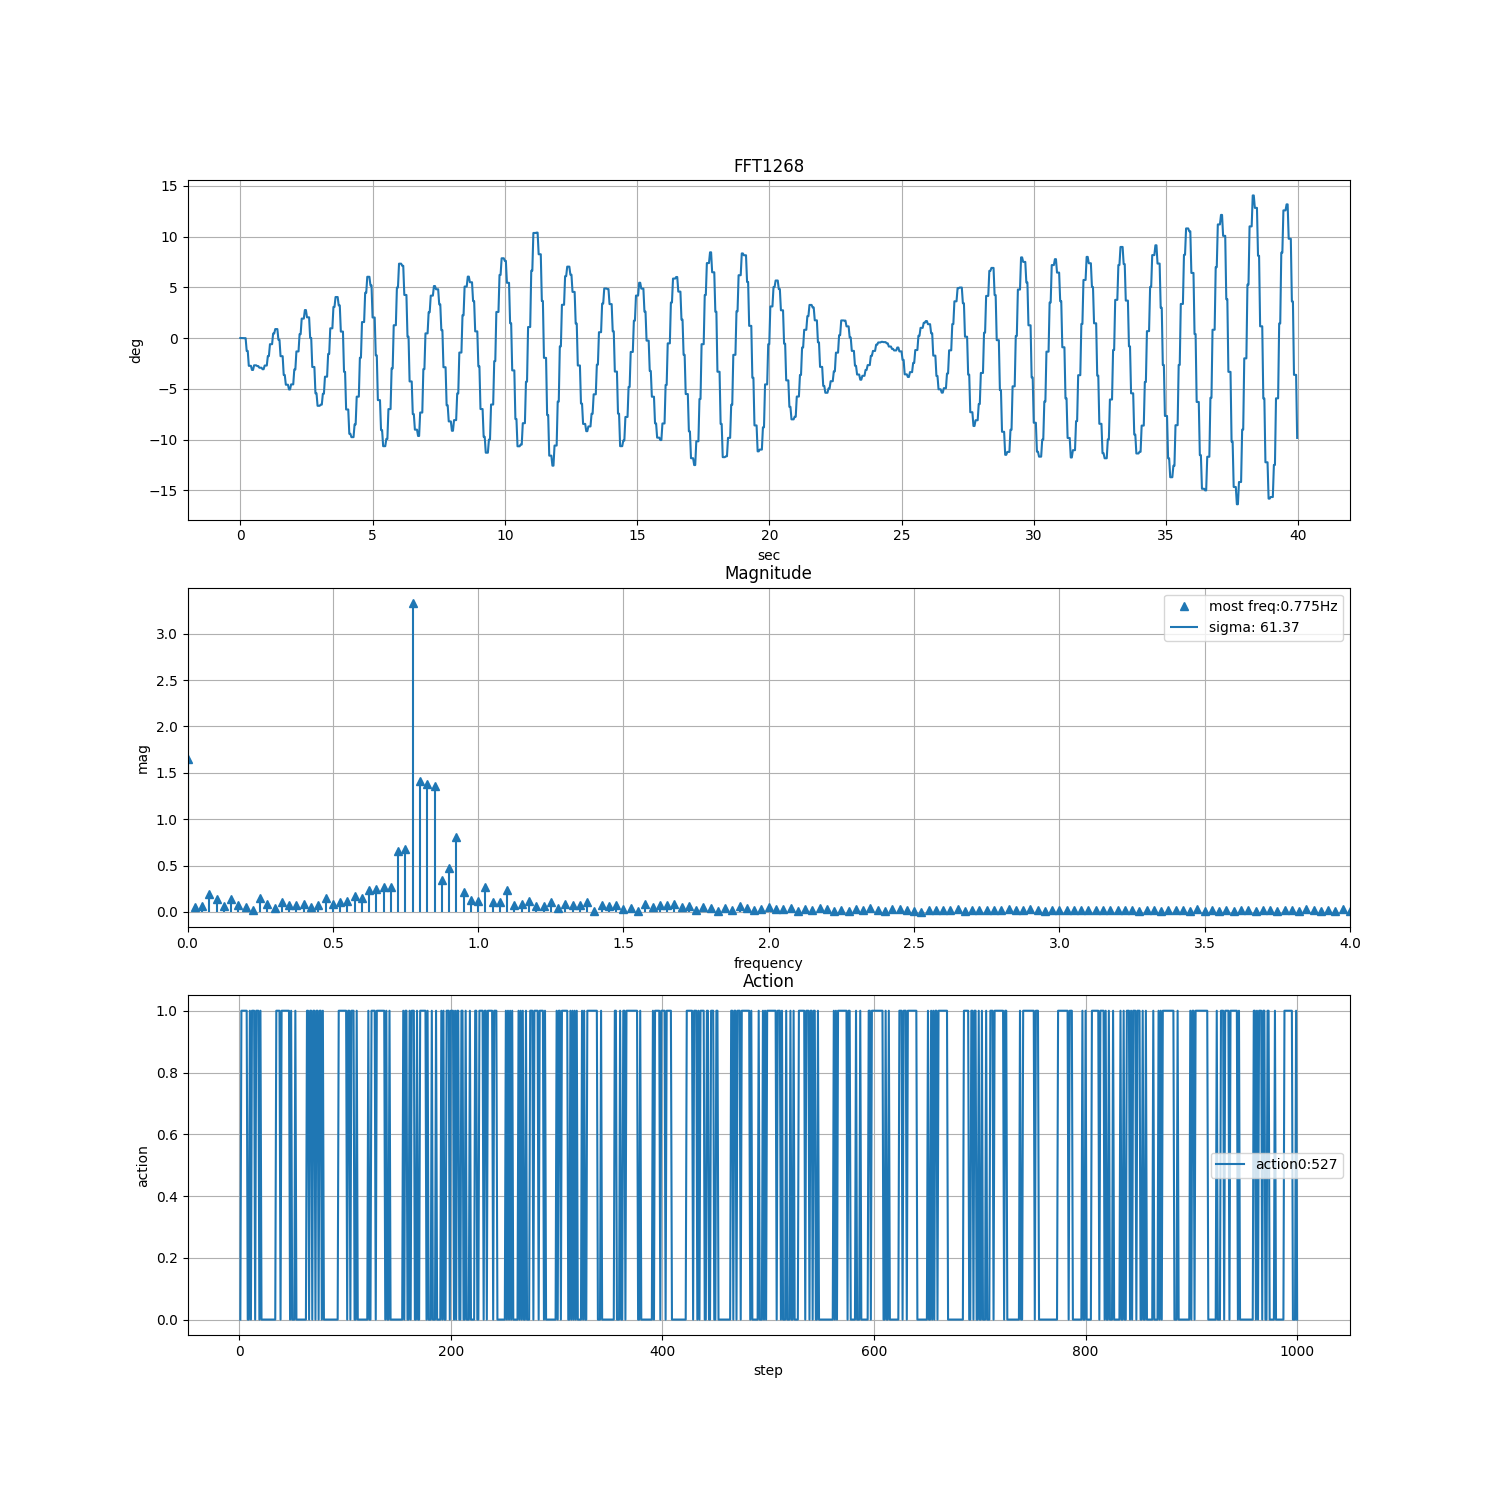 FFT1268
15
10
5
0
−5
−10
−15
deg
0 5 10 15 20 25 30 35 40
sec
Magnitude
3.0
2.5
2.0
1.5
1.0
0.5
0.0
mag
most freq:0.775Hz
sigma: 61.37
0.0 0.5 1.0 1.5 2.0 2.5 3.0 3.5 4.0
frequency
Action
1.0
0.8
0.6
0.4
0.2
0.0
action
action0:527
0 200 400 600 800 1000
step